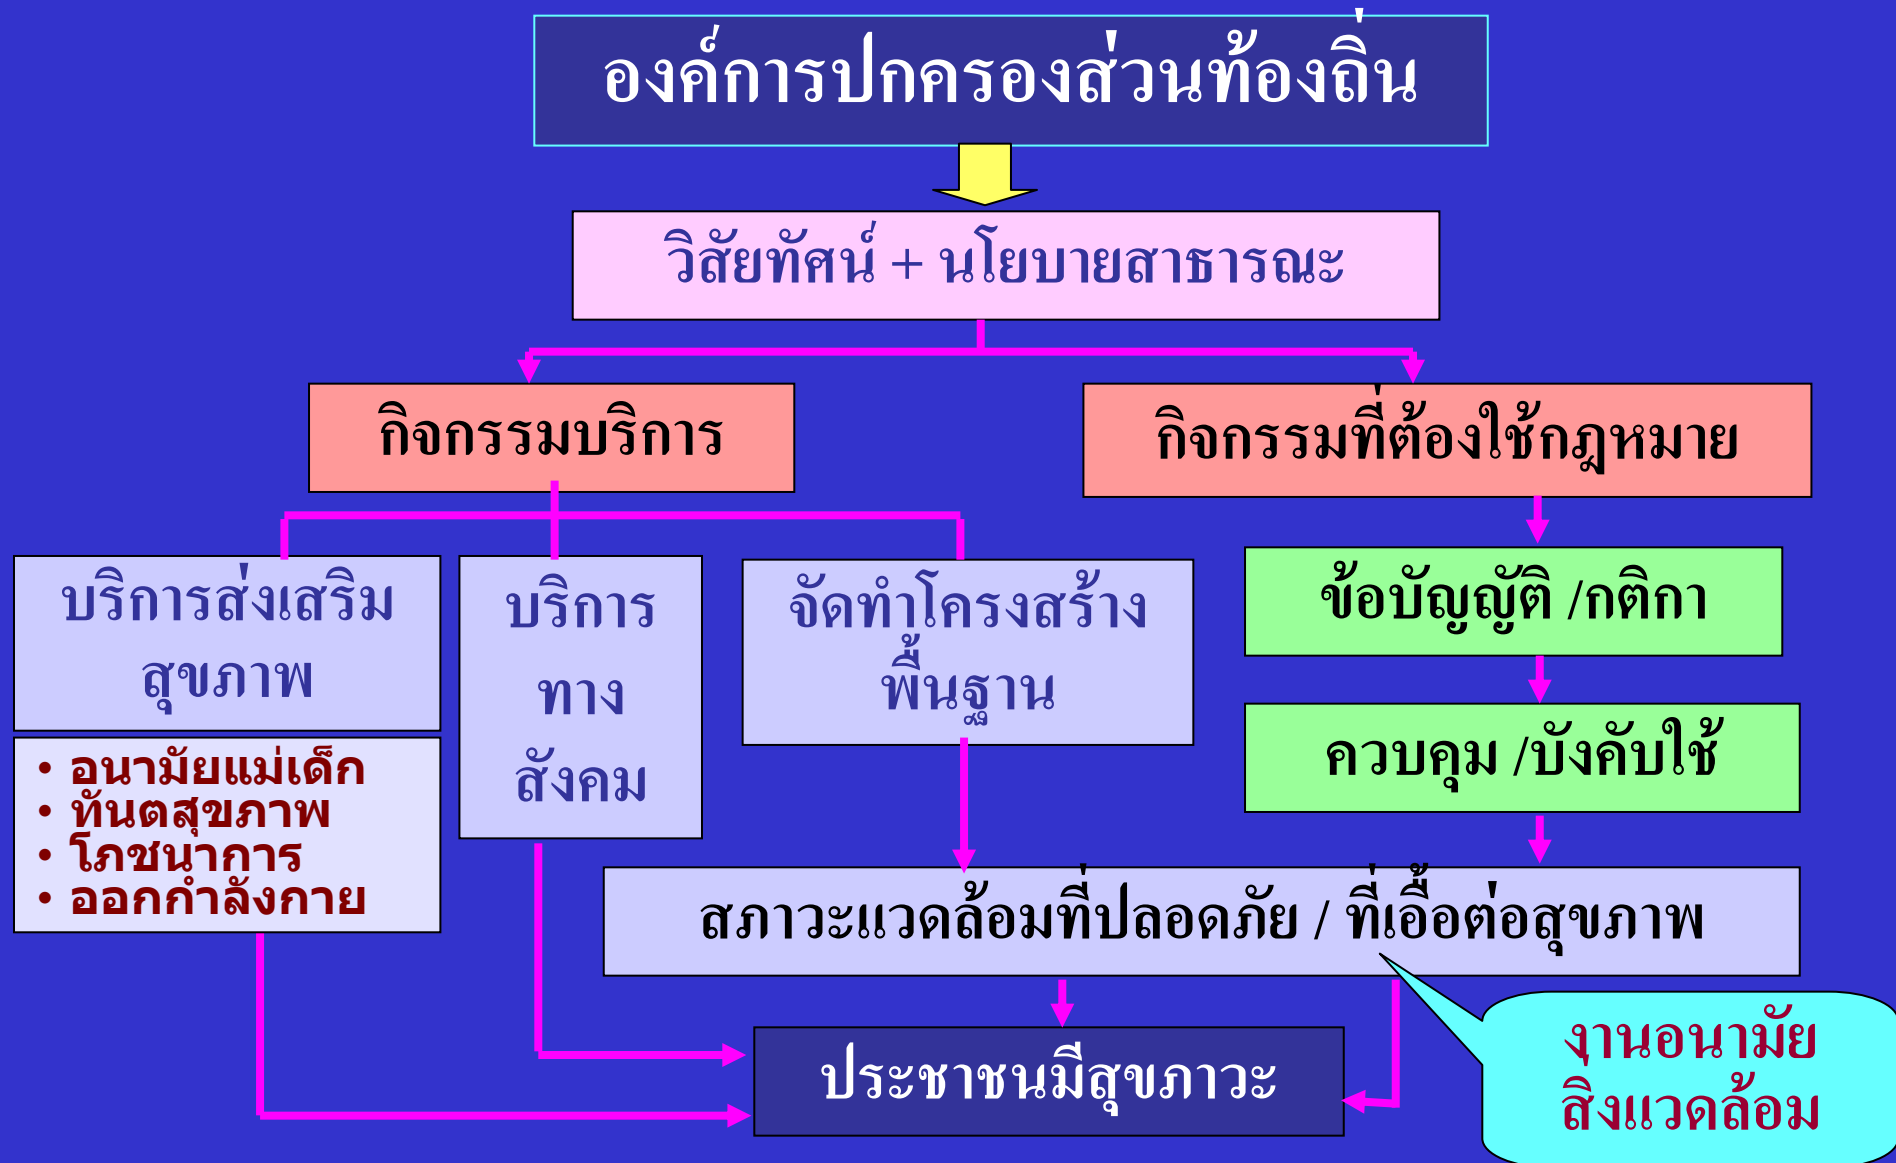 องค์การปกครองส่วนท้องถิ่น
วิสัยทัศน์ + นโยบายสาธารณะ
กิจกรรมบริการ
กิจกรรมที่ต้องใช้กฎหมาย
บริการส่งเสริม
สุขภาพ
• อนามัยแม่เด็ก
• ทันตสุขภาพ
• โภชนาการ
• ออกกำลังกาย
บริการ
ทาง
สังคม
จัดทำโครงสร้าง
พื้นฐาน
ข้อบัญญัติ /กติกา
ควบคุม /บังคับใช้
สภาวะแวดล้อมที่ปลอดภัย / ที่เอื้อต่อสุขภาพ
ประชาชนมีสุขภาวะ
งานอนามัย
สิ่งแวดล้อม